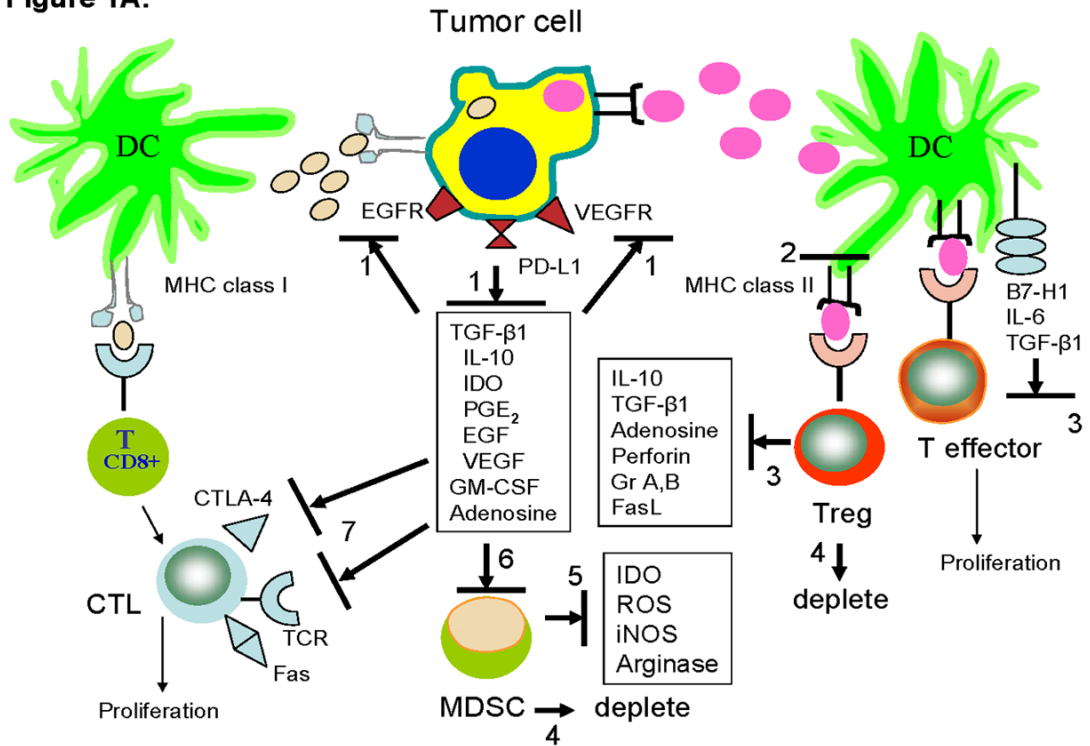 Figure 1A.
Tumor cell
DC
DC
EGFR
VEGFR
PD-L1
1
1
1
2
MHC class I
MHC class II
B7-H1
IL-6
TGF-β1
3
TGF-β1
IL-10
IDO
PGE2
EGF
VEGF
GM-CSF
Adenosine
IL-10
TGF-β1
Adenosine
Perforin
Gr A,B
FasL
3
T
CD8+
T effector
Treg
CTLA-4
7
4
deplete
Proliferation
CTL
TCR
Fas
6
5
IDO
ROS
iNOS
Arginase
Proliferation
MDSC
deplete
4